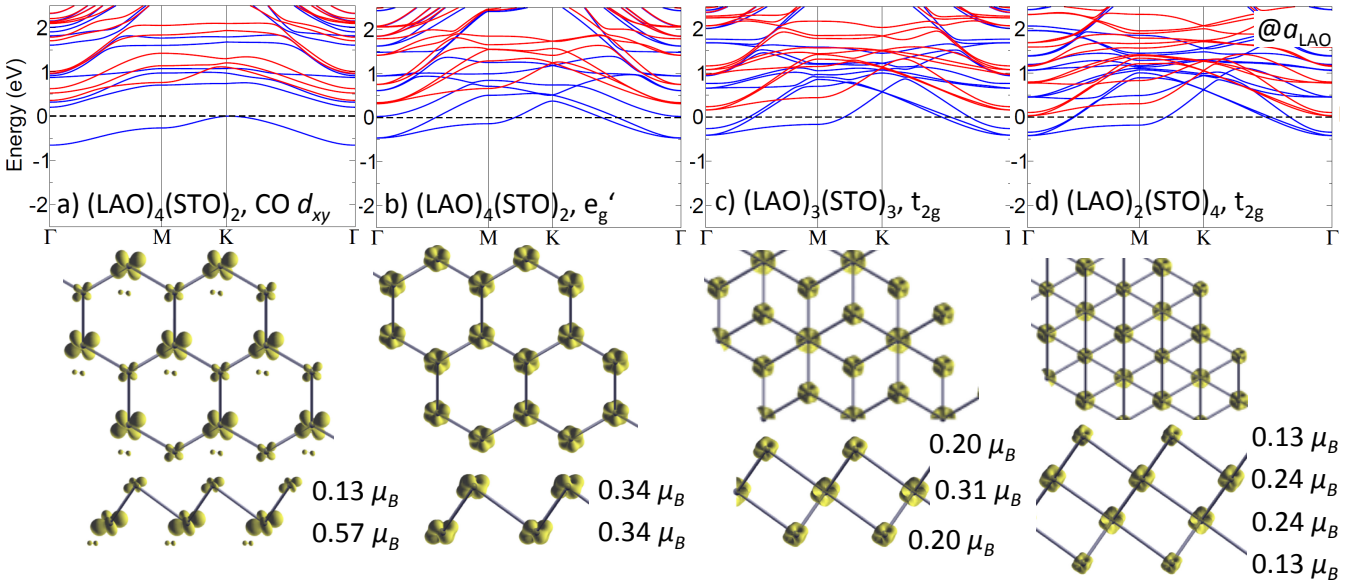 Energy (eV)
2
1
0
-1
-2
a) (LAO)4(STO)2, CO dxy
Γ M K Γ
2
1
0
-1
-2
b) (LAO)4(STO)2, eg‘
Γ M K Γ
2
1
0
-1
-2
c) (LAO)3(STO)3, t2g
Γ M K Γ
2
1
0
-1
-2
@aLAO
d) (LAO)2(STO)4, t2g
Γ M K Γ
0.13 μB
0.57 μB
0.34 μB
0.34 μB
0.20 μB
0.31 μB
0.20 μB
0.13 μB
0.24 μB
0.24 μB
0.13 μB